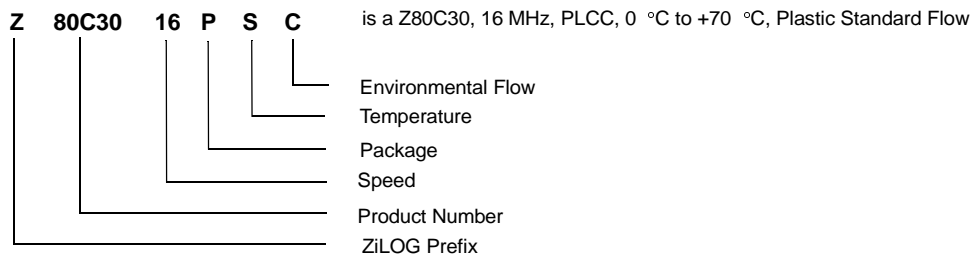 Z 80C30 16 P S C is a Z80C30, 16 MHz, PLCC, 0 °C to +70 °C, Plastic Standard Flow
Environmental Flow
Temperature
Package
Speed
Product Number
ZiLOG Prefix